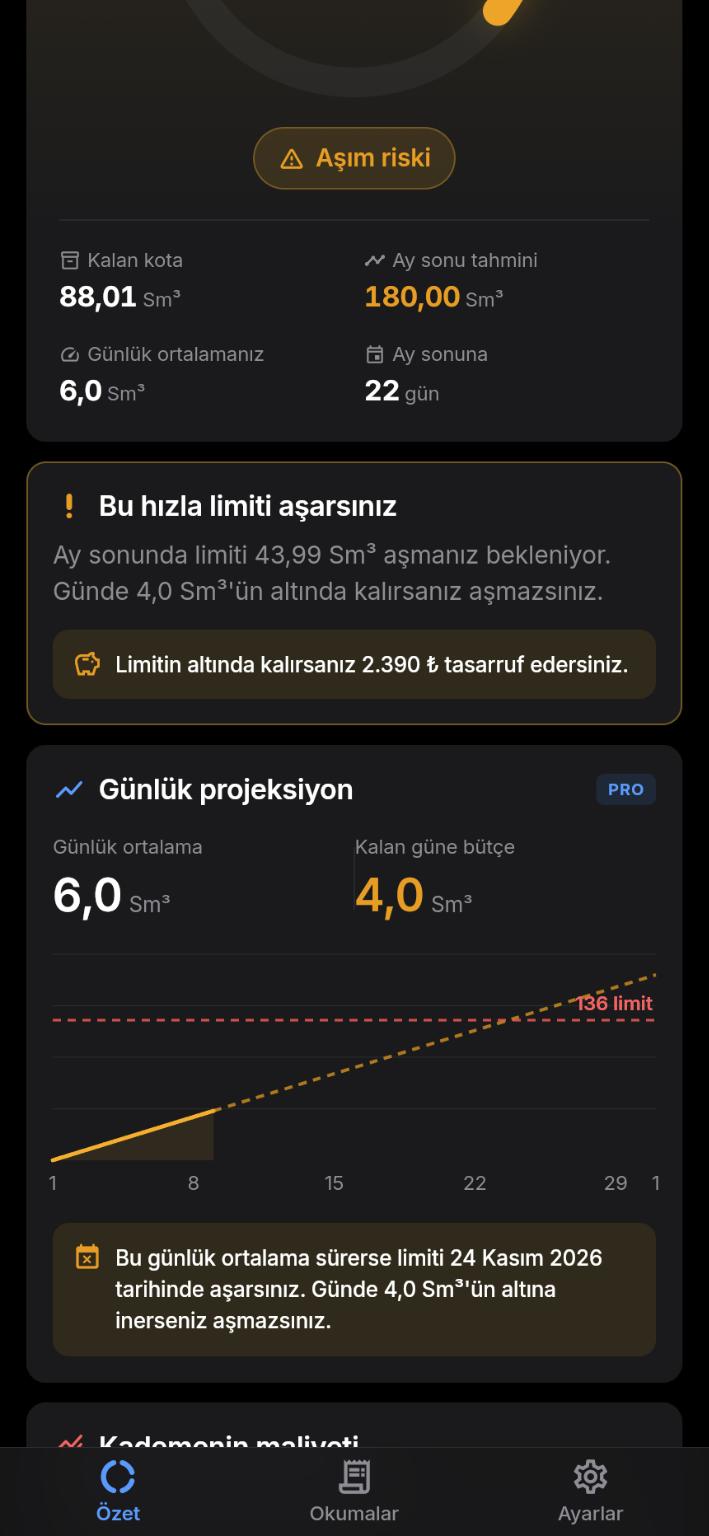 Aşım riski
Kalan kota
88,01 Sm³
Ay sonu tahmini
180,00 Sm³
Günlük ortalamanız
6,0 Sm³
Ay sonuna
22 gün
Bu hızla limiti aşarsınız
Ay sonunda limiti 43,99 Sm³ aşmanız bekleniyor.
Günde 4,0 Sm³'ün altında kalırsanız aşmazsınız.
Limitin altında kalırsanız 2.390 ₺ tasarruf edersiniz.
Günlük projeksiyon
PRO
Günlük ortalama
6,0 Sm³
Kalan güne bütçe
4,0 Sm³
136 limit
1 8 15 22 29 1
Bu günlük ortalama sürerse limiti 24 Kasım 2026
tarihinde aşarsınız. Günde 4,0 Sm³'ün altına
inerseniz aşmazsınız.
Kademenin maliyeti
Özet
Okumalar
Ayarlar